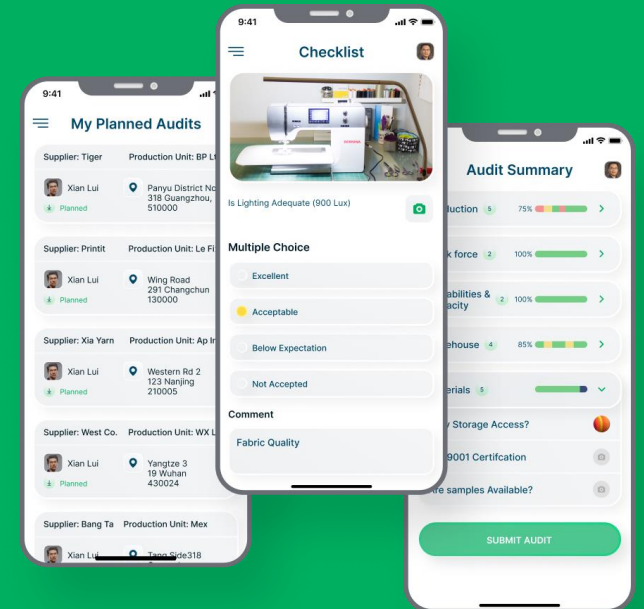 9:41
My Planned Audits
Supplier: Tiger Production Unit: BP
Xian Lui
Planned
Panyu District
318 Guangzhou,
510000
Supplier: Printit Production Unit: Le
Xian Lui
Planned
Wing Road
291 Changchun
130000
Supplier: Xia Yarn Production Unit: Ap
Xian Lui
Planned
Western Rd 2
123 Nanjing
210005
Supplier: West Co. Production Unit: WX
Xian Lui
Planned
Yangtze 3
19 Wuhan
430024
Supplier: Bang Ta Production Unit: Mex
Xian Lui
Tang Side318
9:41
Checklist
Is Lighting Adequate (900 Lux)
Multiple Choice
Excellent
Acceptable
Below Expectation
Not Accepted
Comment
Fabric Quality
Audit Summary
uction 5 75%
force 2 100%
abilities & 2 100%
acity
ehouse 4 85%
erials 5
Storage Access?
9001 Certifcation
re samples Available?
SUBMIT AUDIT